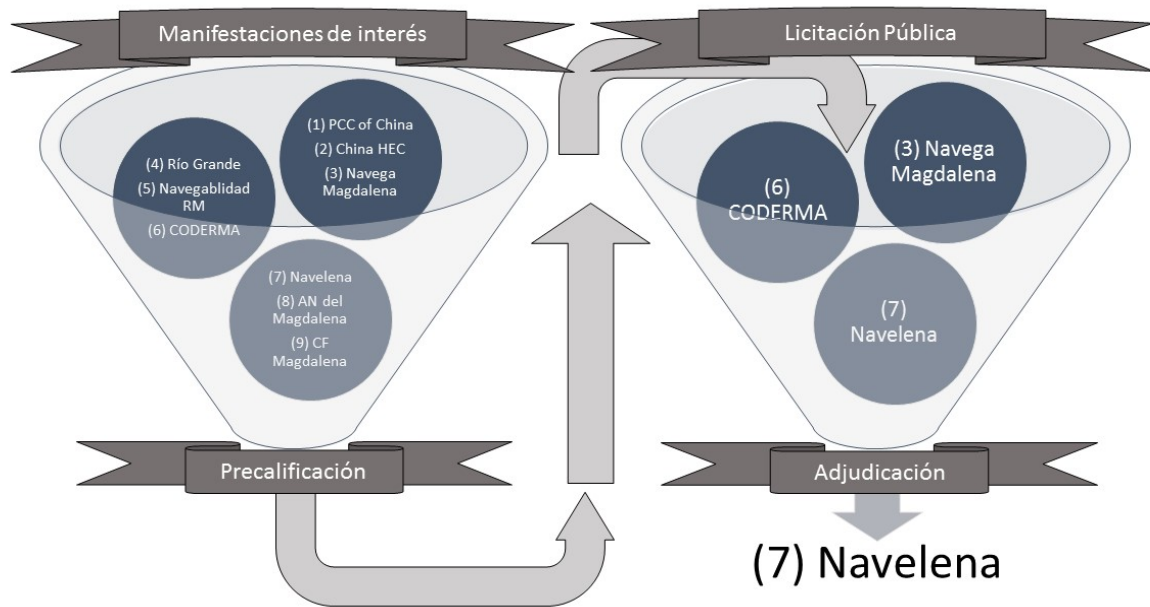 Manifestaciones de interés
(1) PCC of China
(2) China HEC
(3) Navega
Magdalena
(4) Río Grande
(5) Navegablidad
RM
(6) CODERMA
(7) Navelena
(8) AN del
Magdalena
(9) CF
Magdalena
Precalificación
Licitación Pública
(3) Navega
Magdalena
(6)
CODERMA
(7)
Navelena
Adjudicación
(7) Navelena